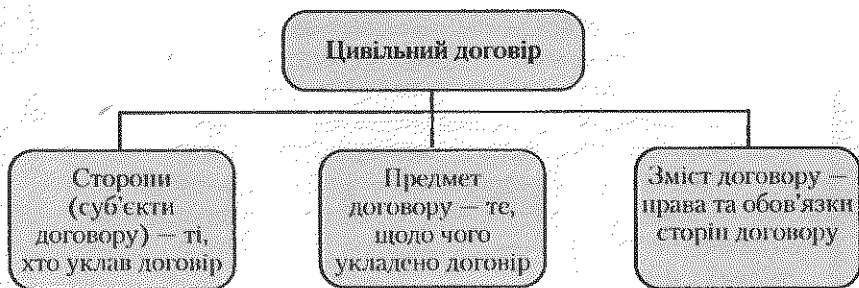 Цивільний договір
Сторони
(суб'єкти
договору) — ті,
хто уклав договір
Предмет
договору — те,
щодо чого
укладено договір
Зміст договору —
права та обов'язки
сторін договору